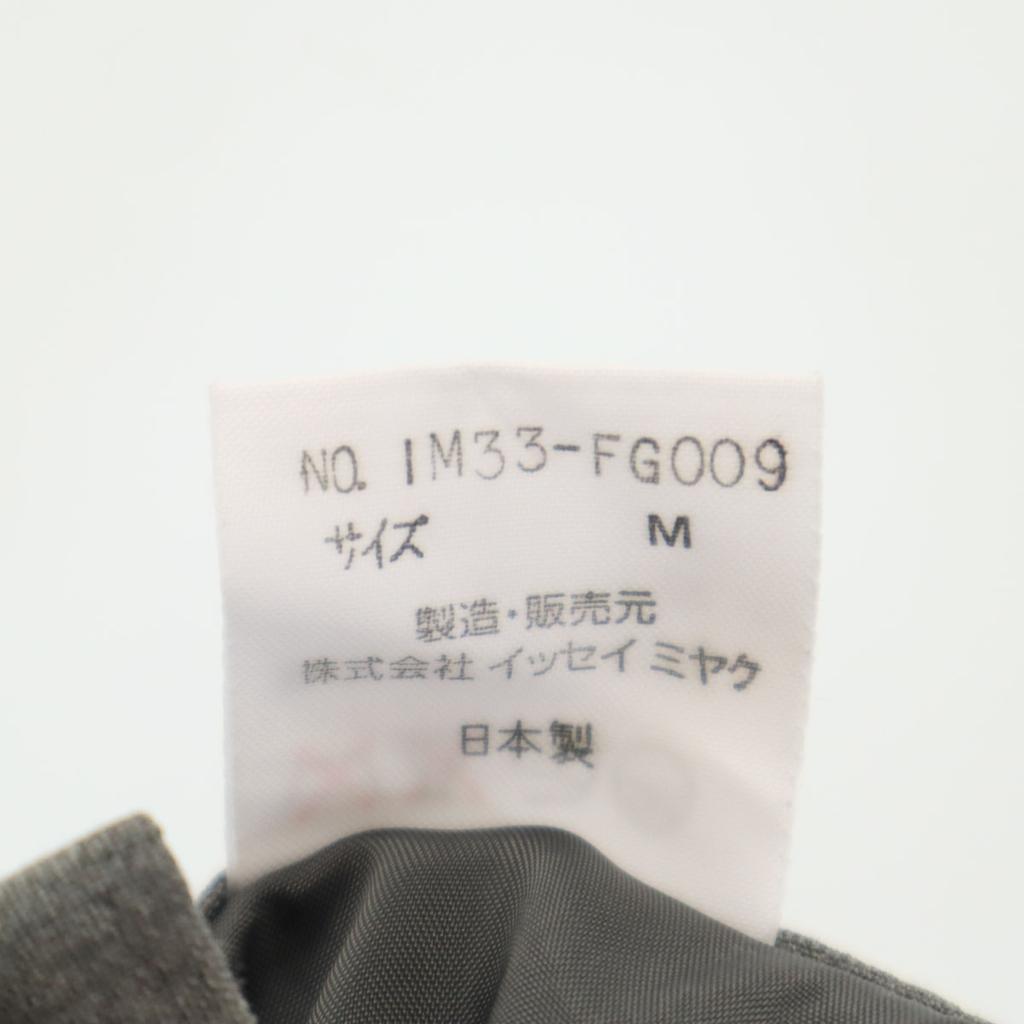 NO. IM33-FG009
サイズ M
製造・販売元
株式会社 イッセイ ミヤケ
日本製